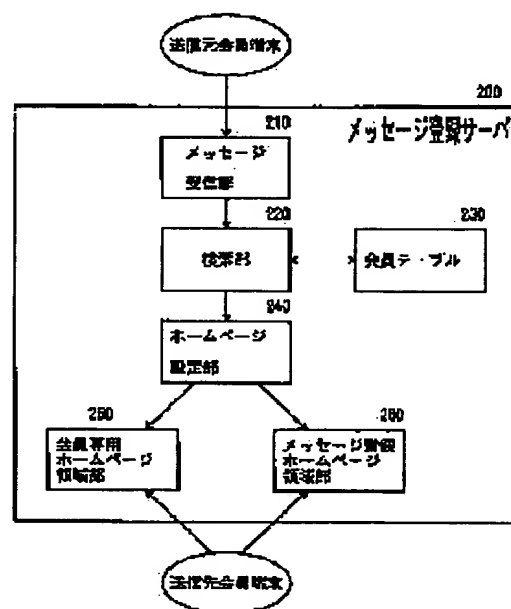 送信元会員端末
200
メッセージ登録サーバ
210
メッセージ
受信部
220
検索部
230
会員テーブル
240
ホームページ
設定部
250
会員専用
ホームページ
領域部
260
メッセージ登録
ホームページ
領域部
送信先会員端末